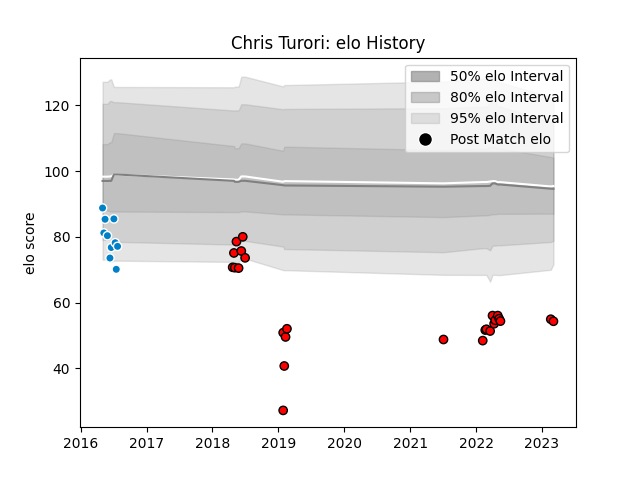 Chris Turori: elo History
50% elo Interval
80% elo Interval
95% elo Interval
Post Match elo
elo score
120
100
80
60
40
2016
2017
2018
2019
2020
2021
2022
2023